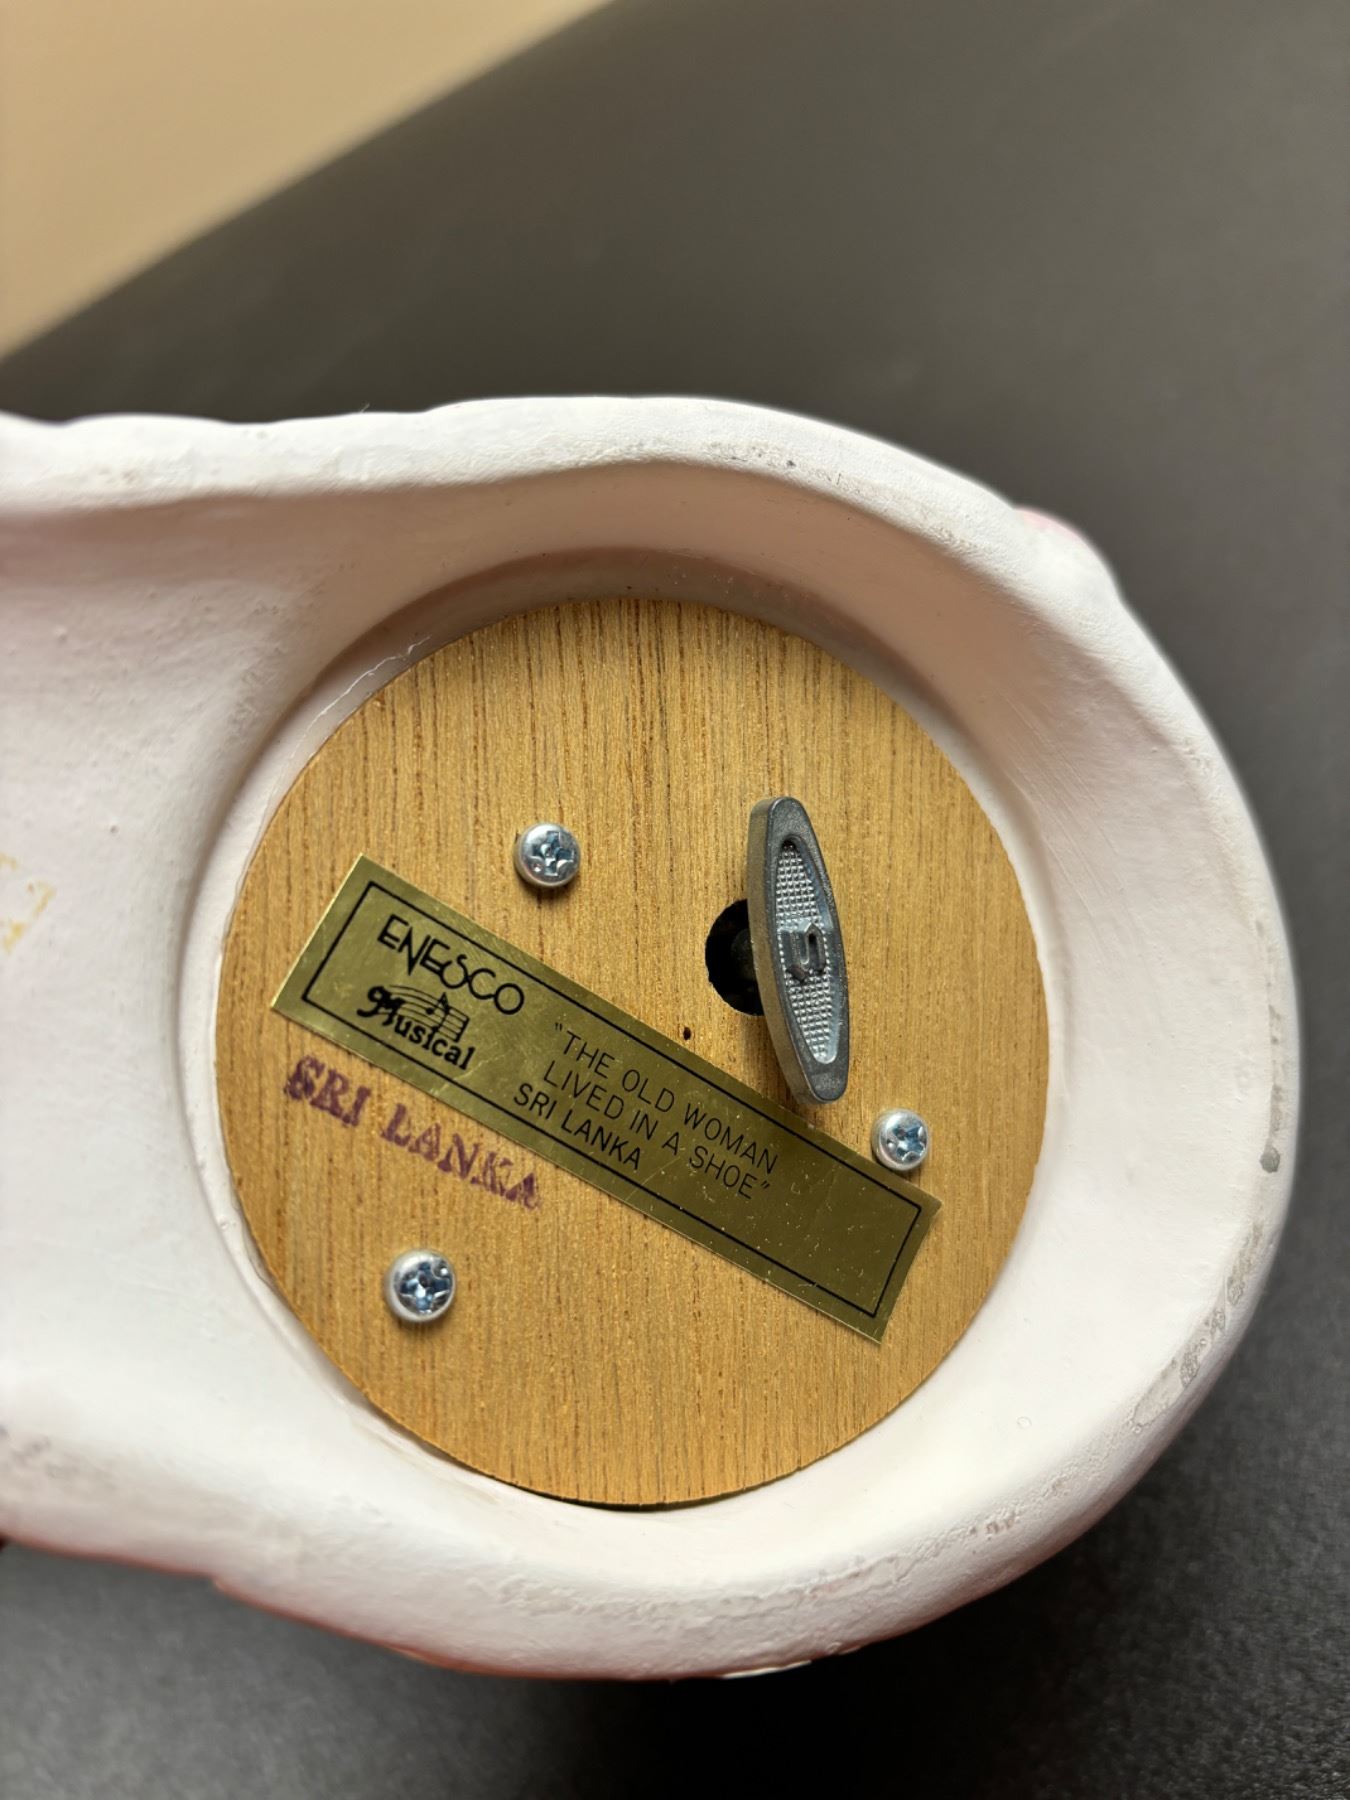 ENESCO
Musical
"THE OLD WOMAN
LIVED IN A SHOE"
SRI LANKA
SRI LANKA
S